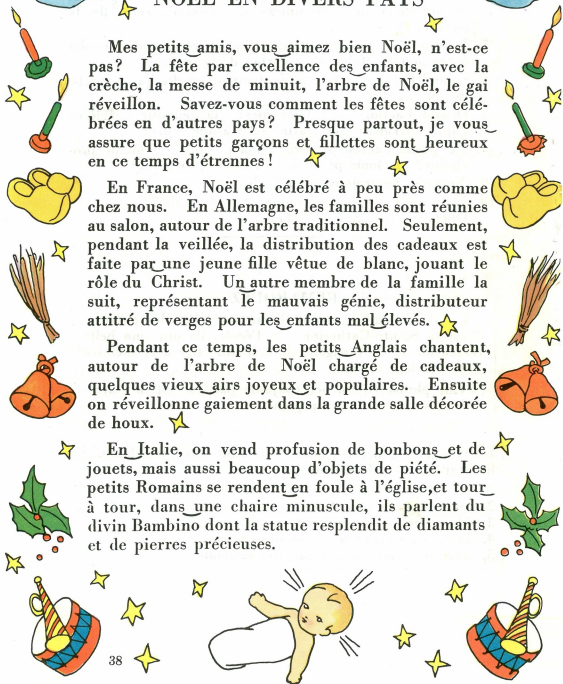 NOËL EN DIVERS PAYS
Mes petits amis, vous aimez bien Noël, n'est-ce
pas? La fête par excellence des enfants, avec la
crèche, la messe de minuit, l'arbre de Noël, le gai
réveillon. Savez-vous comment les fêtes sont célé-
brées en d'autres pays? Presque partout, je vous
assure que petits garçons et fillettes sont heureux
en ce temps d'étrennes!
En France, Noël est célébré à peu près comme
chez nous. En Allemagne, les familles sont réunies
au salon, autour de l'arbre traditionnel. Seulement,
pendant la veillée, la distribution des cadeaux est
faite par une jeune fille vêtue de blanc, jouant le
rôle du Christ. Un autre membre de la famille la
suit, représentant le mauvais génie, distributeur
attitré de verges pour les enfants mal élevés.
Pendant ce temps, les petits Anglais chantent,
autour de l'arbre de Noël chargé de cadeaux,
quelques vieux airs joyeux et populaires. Ensuite
on réveillonne gaiement dans la grande salle décorée
de houx.
En Italie, on vend profusion de bonbons et de
jouets, mais aussi beaucoup d'objets de piété. Les
petits Romains se rendent en foule à l'église, et tour
à tour, dans une chaire minuscule, ils parlent du
divin Bambino dont la statue resplendit de diamants
et de pierres précieuses.
38